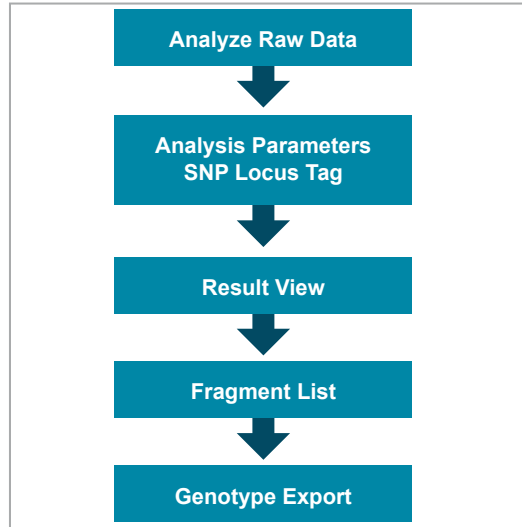 Analyze Raw Data
Analysis Parameters
SNP Locus Tag
Result View
Fragment List
Genotype Export